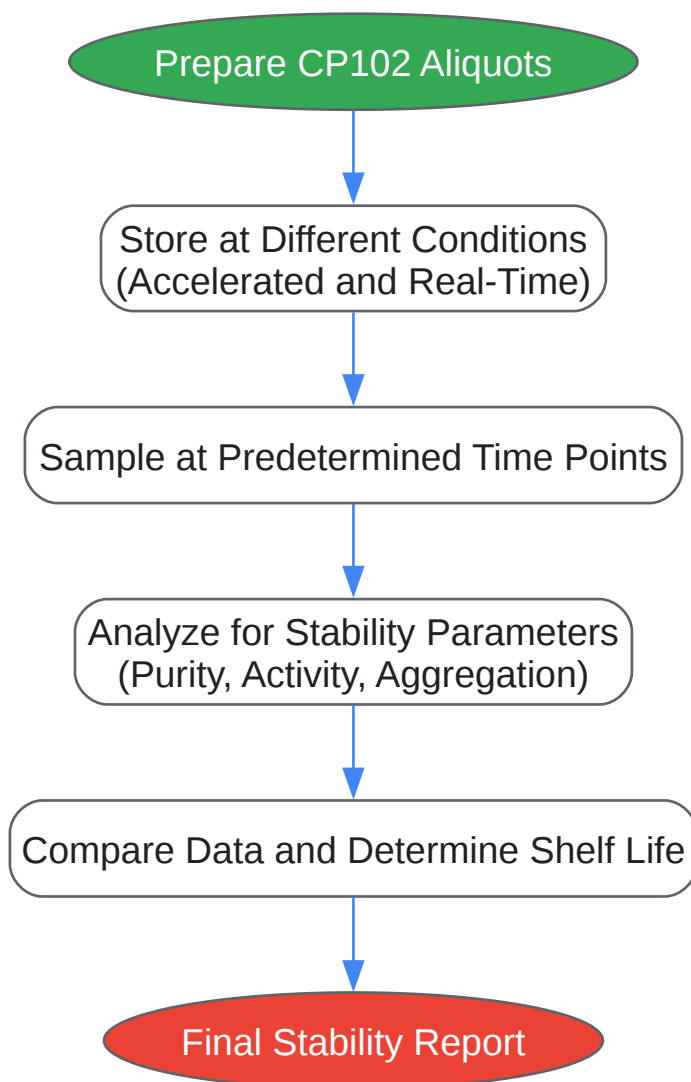 Prepare CP102 Aliquots
Store at Different Conditions
(Accelerated and Real-Time)
Sample at Predetermined Time Points
Analyze for Stability Parameters
(Purity, Activity, Aggregation)
Compare Data and Determine Shelf Life
Final Stability Report